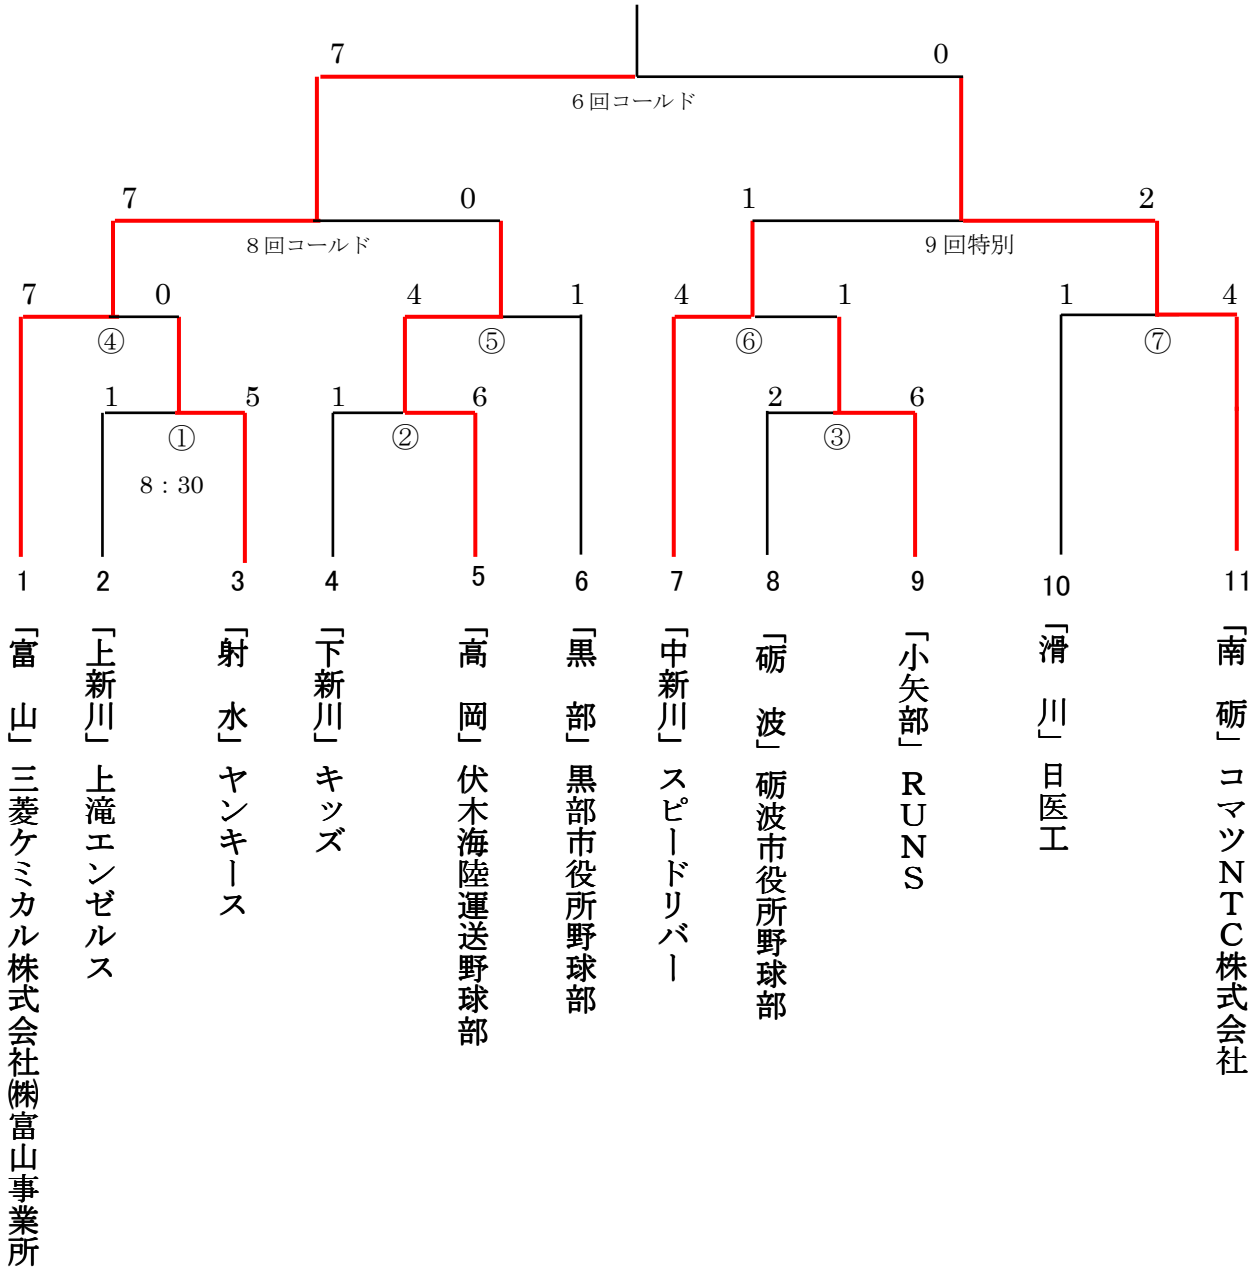 7 0
6回コールド
7 0 1 2
8回コールド 9回特別
7 0 4 1 4 1 1 4
④ ⑤ ⑥ ⑦
1 5 1 6 2 6
① ② ③
8：30
1 2 3 4 5 6 7 8 9 10 11
「富　山」三菱ケミカル株式会社㈱富山事業所
「上新川」上滝エンゼルス
「射　水」ヤンキース
「下新川」キッズ
「高　岡」伏木海陸運送野球部
「黒　部」黒部市役所野球部
「中新川」スピードリバー
「砺　波」砺波市役所野球部
「小矢部」ＲＵＮＳ
「滑　川」日医工
「南　砺」コマツＮＴＣ株式会社